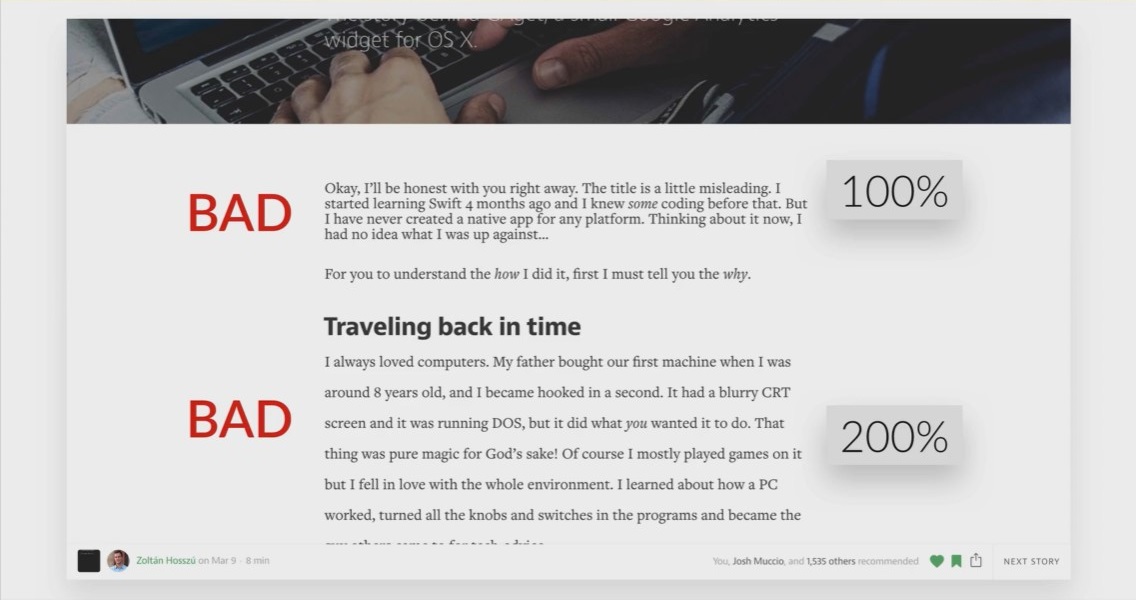 The Story behind GAget, a small Google Analytics
widget for OS X.
BAD
100%
Okay, I'll be honest with you right away. The title is a little misleading. I
started learning Swift 4 months ago and I knew some coding before that. But
I have never created a native app for any platform. Thinking about it now, I
had no idea what I was up against...
For you to understand the how I did it, first I must tell you the why.
Traveling back in time
BAD
200%
I always loved computers. My father bought our first machine when I was
around 8 years old, and I became hooked in a second. It had a blurry CRT
screen and it was running DOS, but it did what you wanted it to do. That
thing was pure magic for God's sake! Of course I mostly played games on it
but I fell in love with the whole environment. I learned about how a PC
worked, turned all the knobs and switches in the programs and became the
Zoltán Hosszú on Mar 9 · 8 min
You, Josh Muccio, and 1,535 others recommended
NEXT STORY